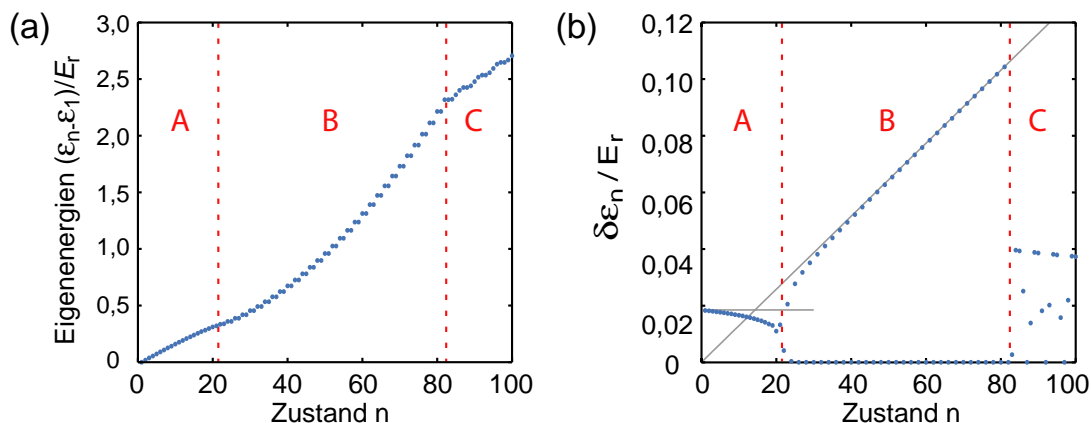 (a)
Eigenenergien (εn-ε1)/Er
3,0
2,5
2,0
1,5
1,0
0,5
0
A
B
C
0 20 40 60 80 100
Zustand n
(b)
δεn / Er
0,12
0,10
0,08
0,06
0,04
0,02
0
A
B
C
0 20 40 60 80 100
Zustand n